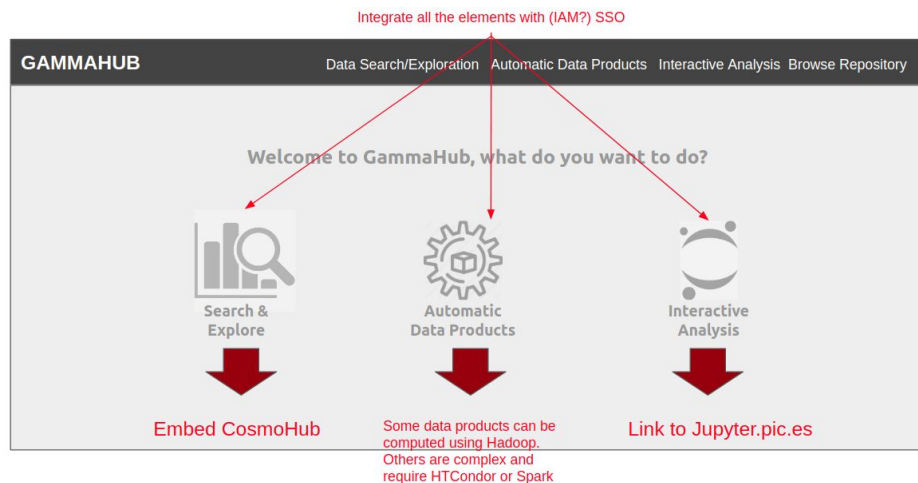 Integrate all the elements with (IAM?) SSO
GAMMAHUB
Data Search/Exploration
Automatic Data Products
Interactive Analysis
Browse Repository
Welcome to GammaHub, what do you want to do?
Search &
Explore
Automatic
Data Products
Interactive
Analysis
Embed CosmoHub
Some data products can be
computed using Hadoop.
Others are complex and
require HTCondor or Spark
Link to Jupyter.pic.es